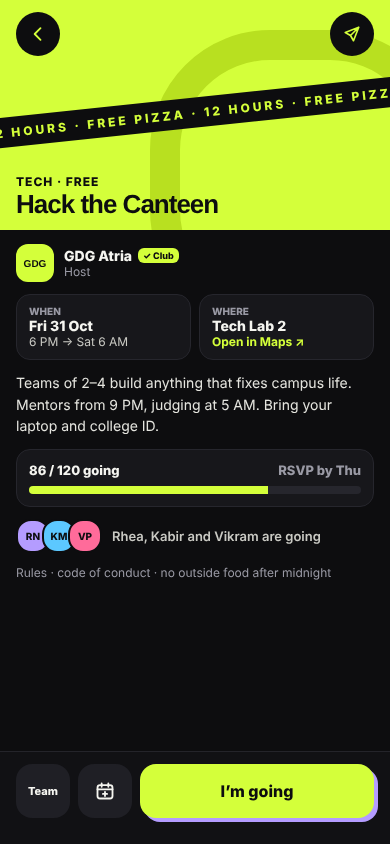 2 HOURS · FREE PIZZA · 12 HOURS · FREE PIZZ
TECH · FREE
Hack the Canteen
GDG
GDG Atria ✓ Club
Host
WHEN
Fri 31 Oct
6 PM → Sat 6 AM
WHERE
Tech Lab 2
Open in Maps ↗
Teams of 2–4 build anything that fixes campus life.
Mentors from 9 PM, judging at 5 AM. Bring your
laptop and college ID.
86 / 120 going RSVP by Thu
RN KM VP Rhea, Kabir and Vikram are going
Rules · code of conduct · no outside food after midnight
Team I’m going